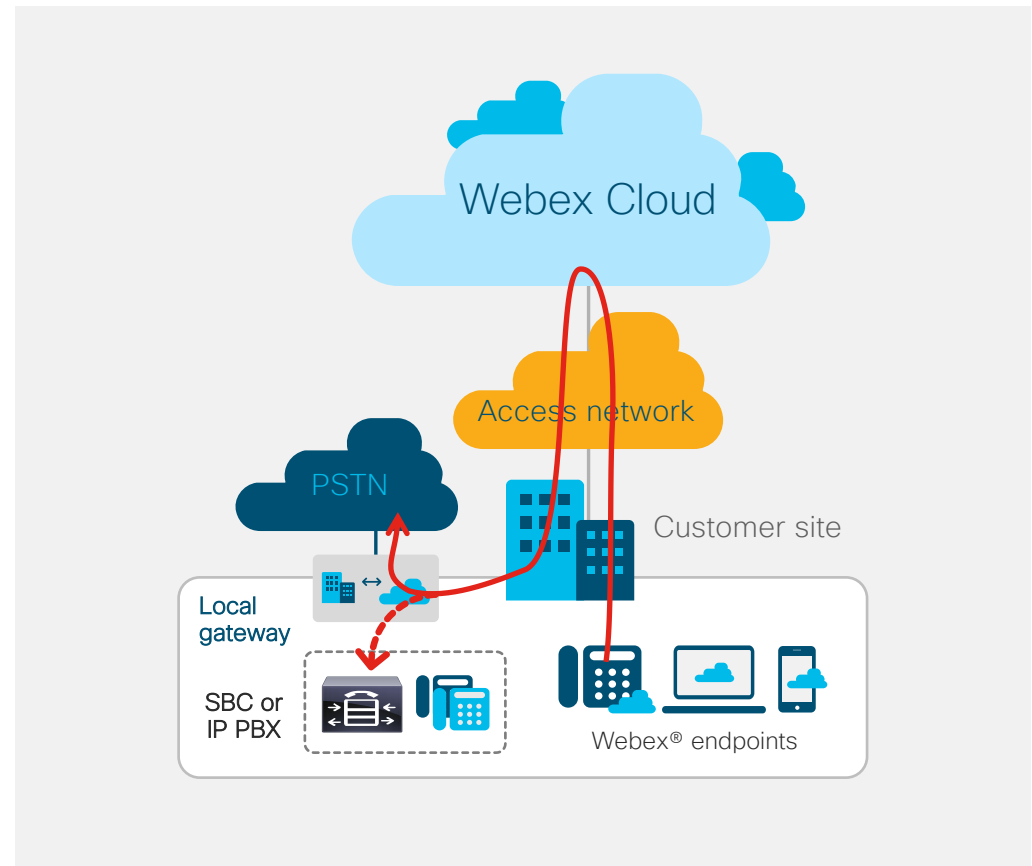 Webex Cloud
Access network
PSTN
Customer site
Local
gateway
SBC or
IP PBX
Webex® endpoints